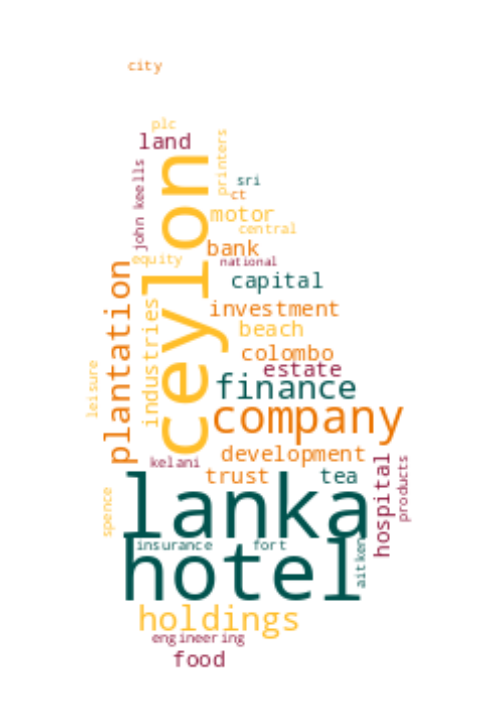 city
plc
land
printers
john keells
ceylon
sri
ct
motor
central
bank
equity
national
capital
plantation
industries
investment
beach
colombo
estate
leisure
finance
company
development
kelani
trust
tea
hospital
products
lanka
spence
insurance
fort
aitken
hotel
holdings
engineering
food